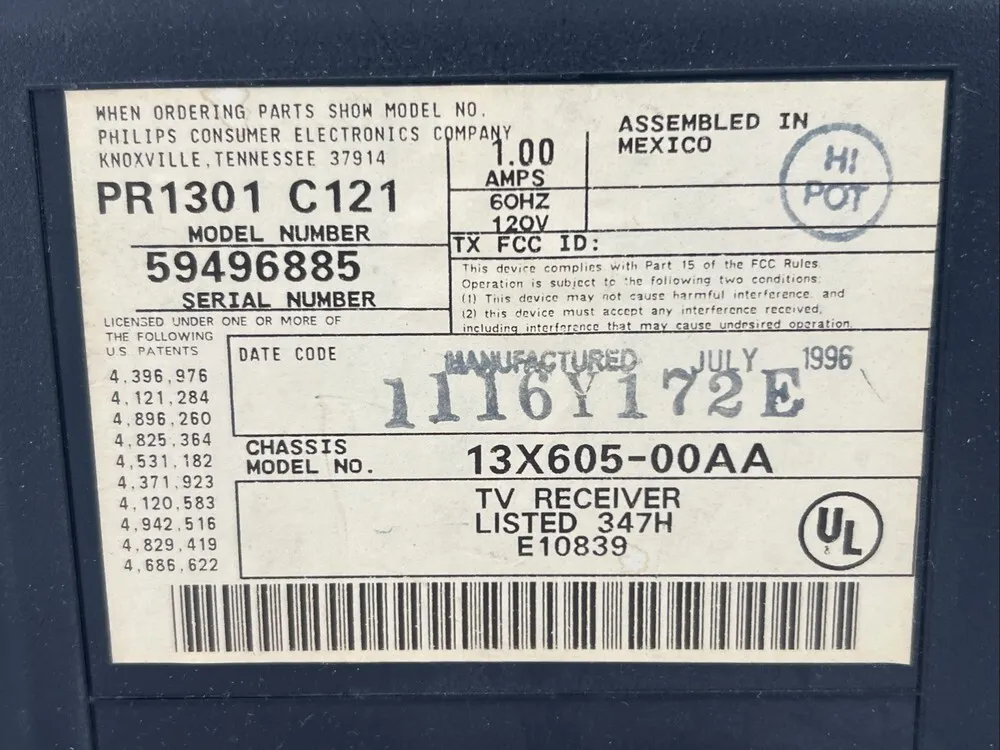 WHEN ORDERING PARTS SHOW MODEL NO.
PHILIPS CONSUMER ELECTRONICS COMPANY
KNOXVILLE, TENNESSEE 37914
PR1301 C121
MODEL NUMBER
59496885
SERIAL NUMBER
1.00
AMPS
60HZ
120V
ASSEMBLED IN
MEXICO
HI
POT
TX FCC ID:
This device complies with Part 15 of the FCC Rules.
Operation is subject to the following two conditions:
(1) This device may not cause harmful interference, and
(2) this device must accept any interference received,
including interference that may cause undesired operation.
LICENSED UNDER ONE OR MORE OF
THE FOLLOWING
U.S. PATENTS
4,396,976
4,121,284
4,896,260
4,825,364
4,531,182
4,371,923
4,120,583
4,942,516
4,829,419
4,686,622
DATE CODE
MANUFACTURED JULY 1996
1116Y172E
CHASSIS
MODEL NO.
13X605-00AA
TV RECEIVER
LISTED 347H
E10839
UL